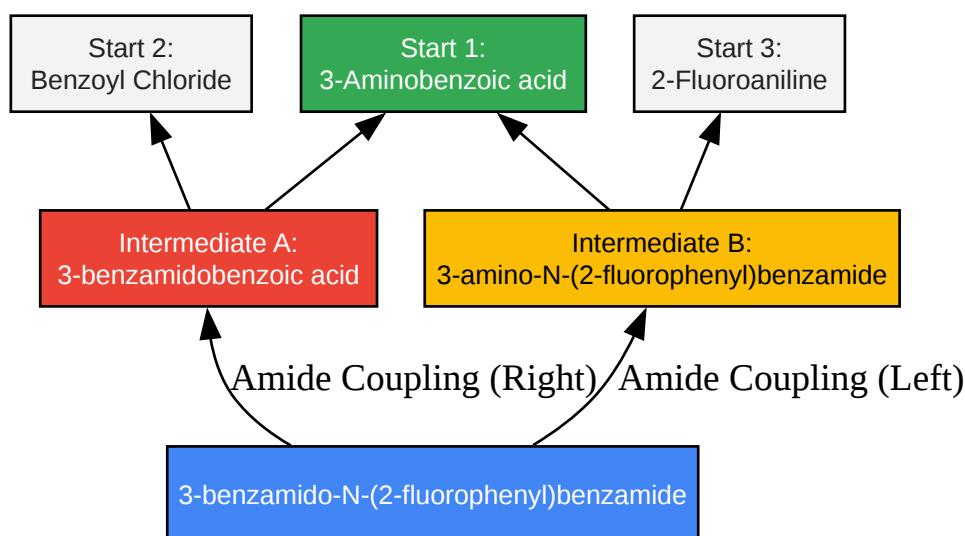 Start 2:
Benzoyl Chloride
Start 1:
3-Aminobenzoic acid
Start 3:
2-Fluoroaniline
Intermediate A:
3-benzamidobenzoic acid
Intermediate B:
3-amino-N-(2-fluorophenyl)benzamide
Amide Coupling (Right)
Amide Coupling (Left)
3-benzamido-N-(2-fluorophenyl)benzamide